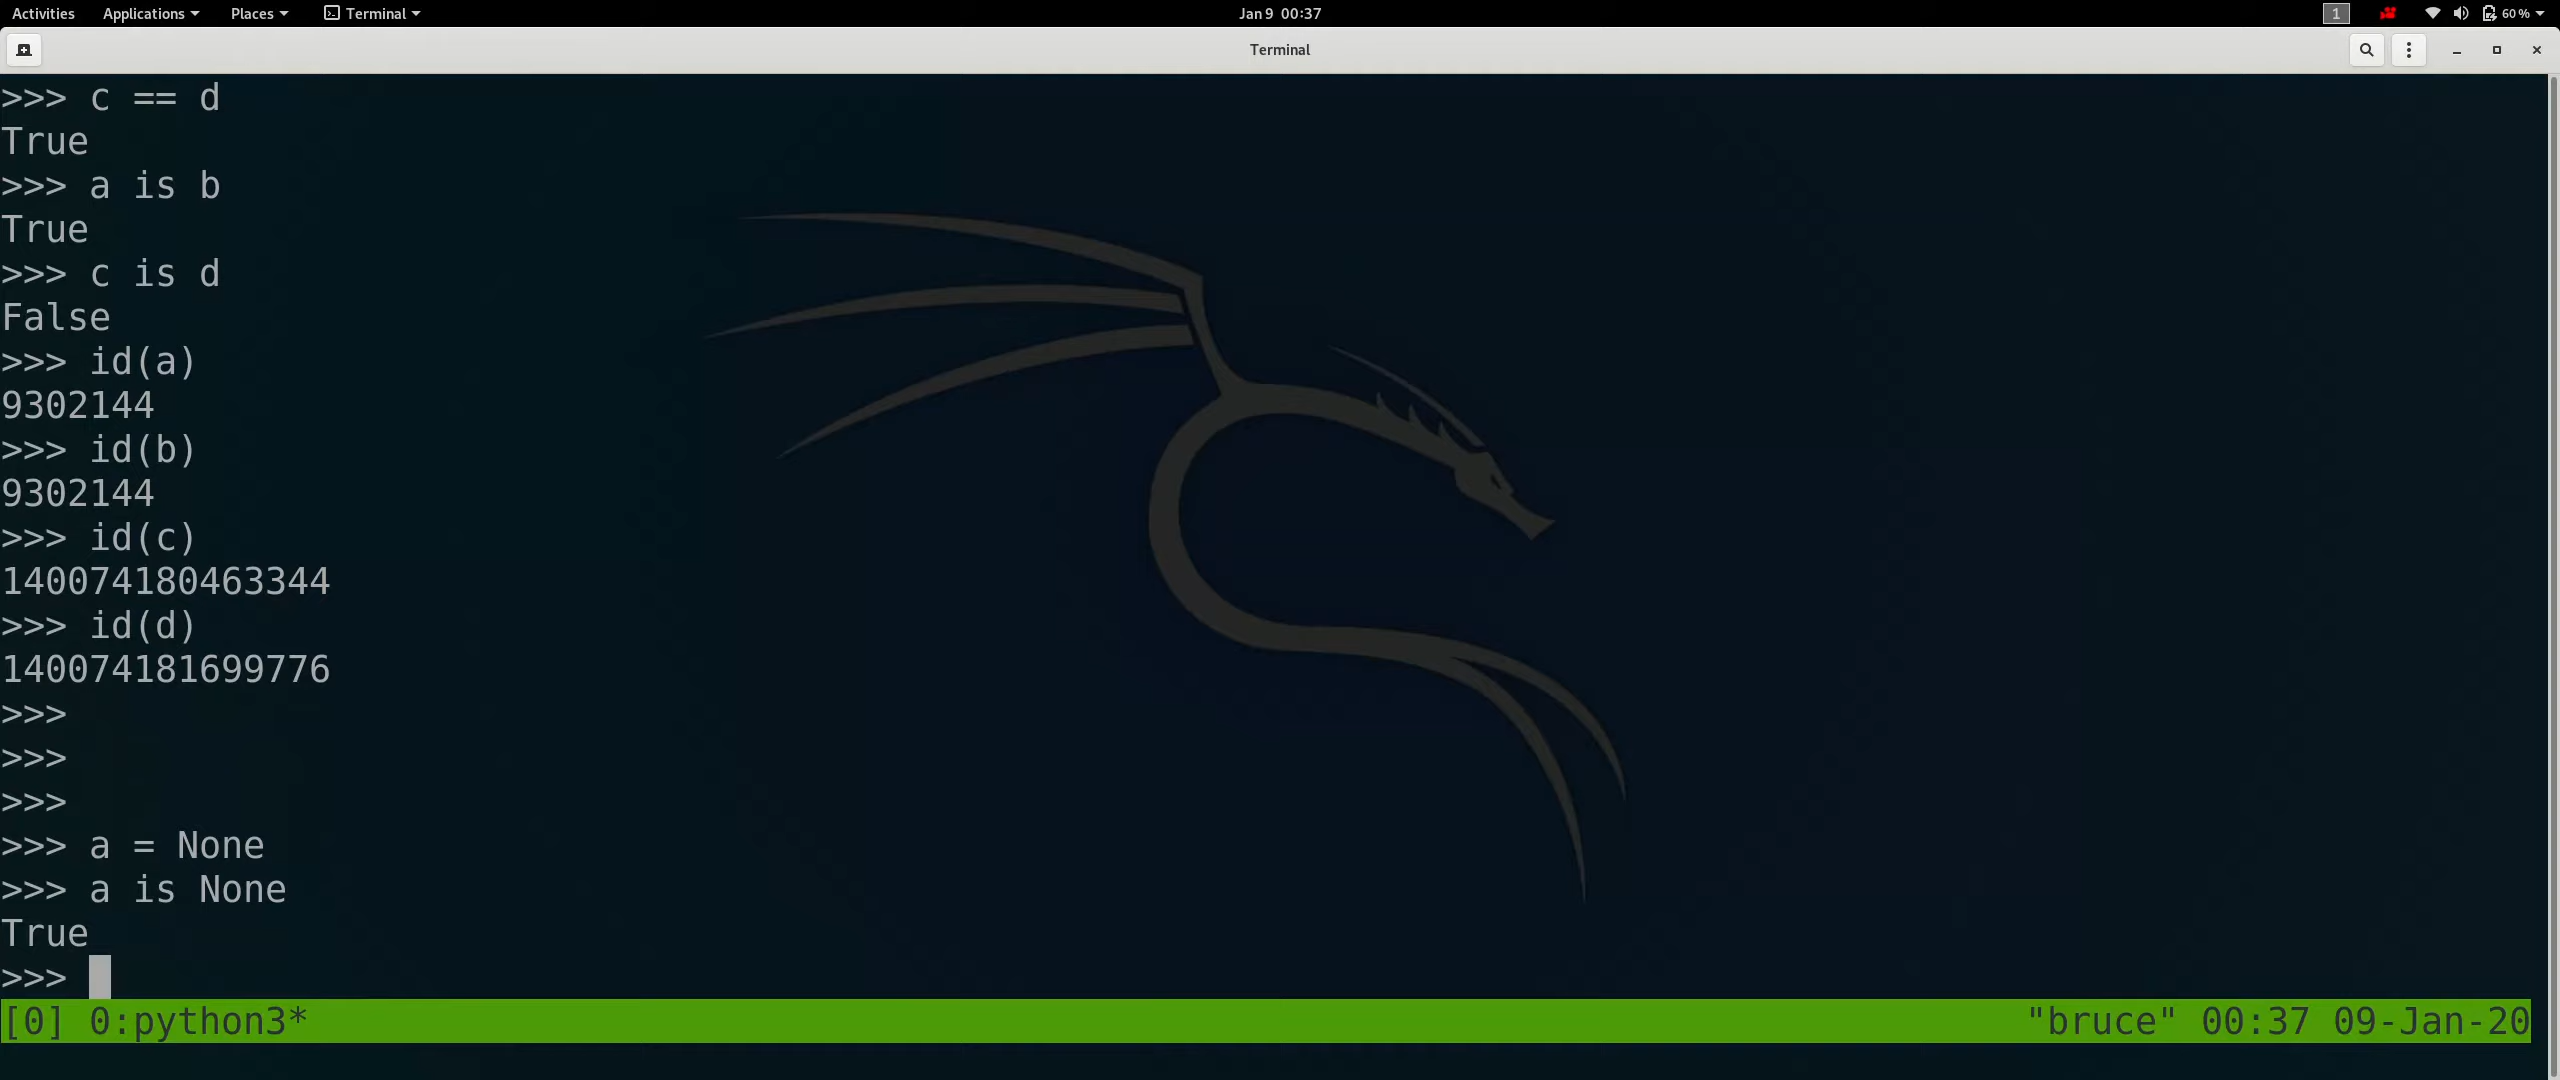 Activities Applications Places Terminal Jan 9 00:37 1 60 %
Terminal
>>> c == d
True
>>> a is b
True
>>> c is d
False
>>> id(a)
9302144
>>> id(b)
9302144
>>> id(c)
140074180463344
>>> id(d)
140074181699776
>>>
>>>
>>>
>>> a = None
>>> a is None
True
>>>
[0] 0:python3* "bruce" 00:37 09-Jan-20